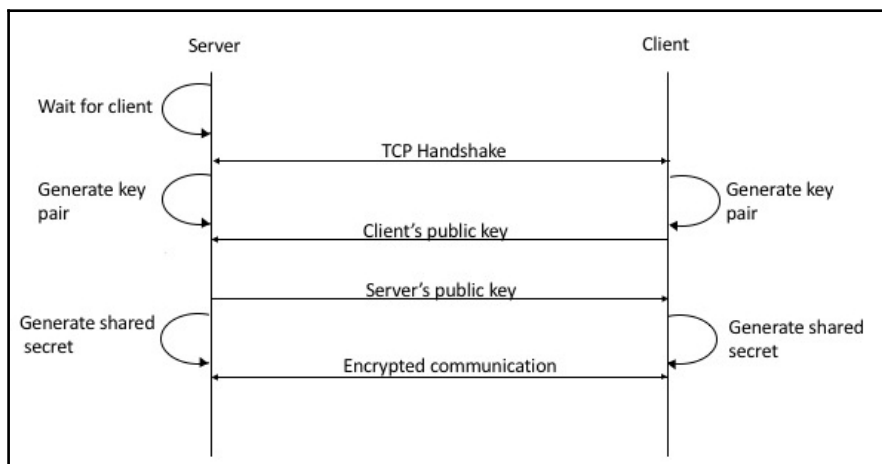 Server
Client
Wait for client
TCP Handshake
Generate key
pair
Generate key
pair
Client’s public key
Server’s public key
Generate shared
secret
Generate shared
secret
Encrypted communication